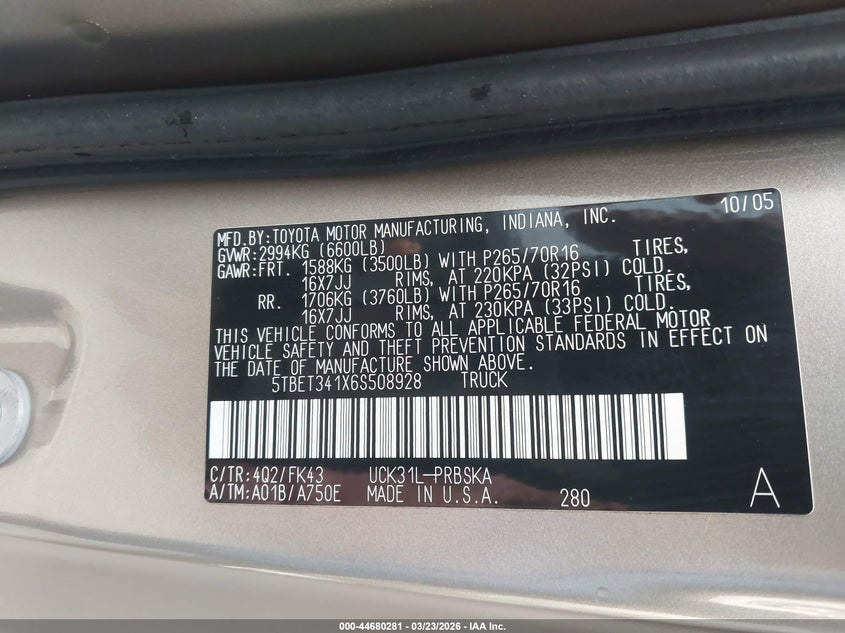 10/05
MFD.BY:TOYOTA MOTOR MANUFACTURING, INDIANA, INC.
GVWR:2994KG (6600LB)
GAWR:FRT. 1588KG (3500LB) WITH P265/70R16 TIRES,
16X7JJ RIMS, AT 220KPA (32PSI) COLD.
RR. 1706KG (3760LB) WITH P265/70R16 TIRES,
16X7JJ RIMS, AT 230KPA (33PSI) COLD.
THIS VEHICLE CONFORMS TO ALL APPLICABLE FEDERAL MOTOR
VEHICLE SAFETY AND THEFT PREVENTION STANDARDS IN EFFECT ON
THE DATE OF MANUFACTURE SHOWN ABOVE.
5TBET341X6S508928 TRUCK
C/TR:4Q2/FK43 UCK31L-PRBSKA
A/TM:A01B/A750E MADE IN U.S.A. 280 A
000-44680281 - 03/23/2026 - IAA Inc.